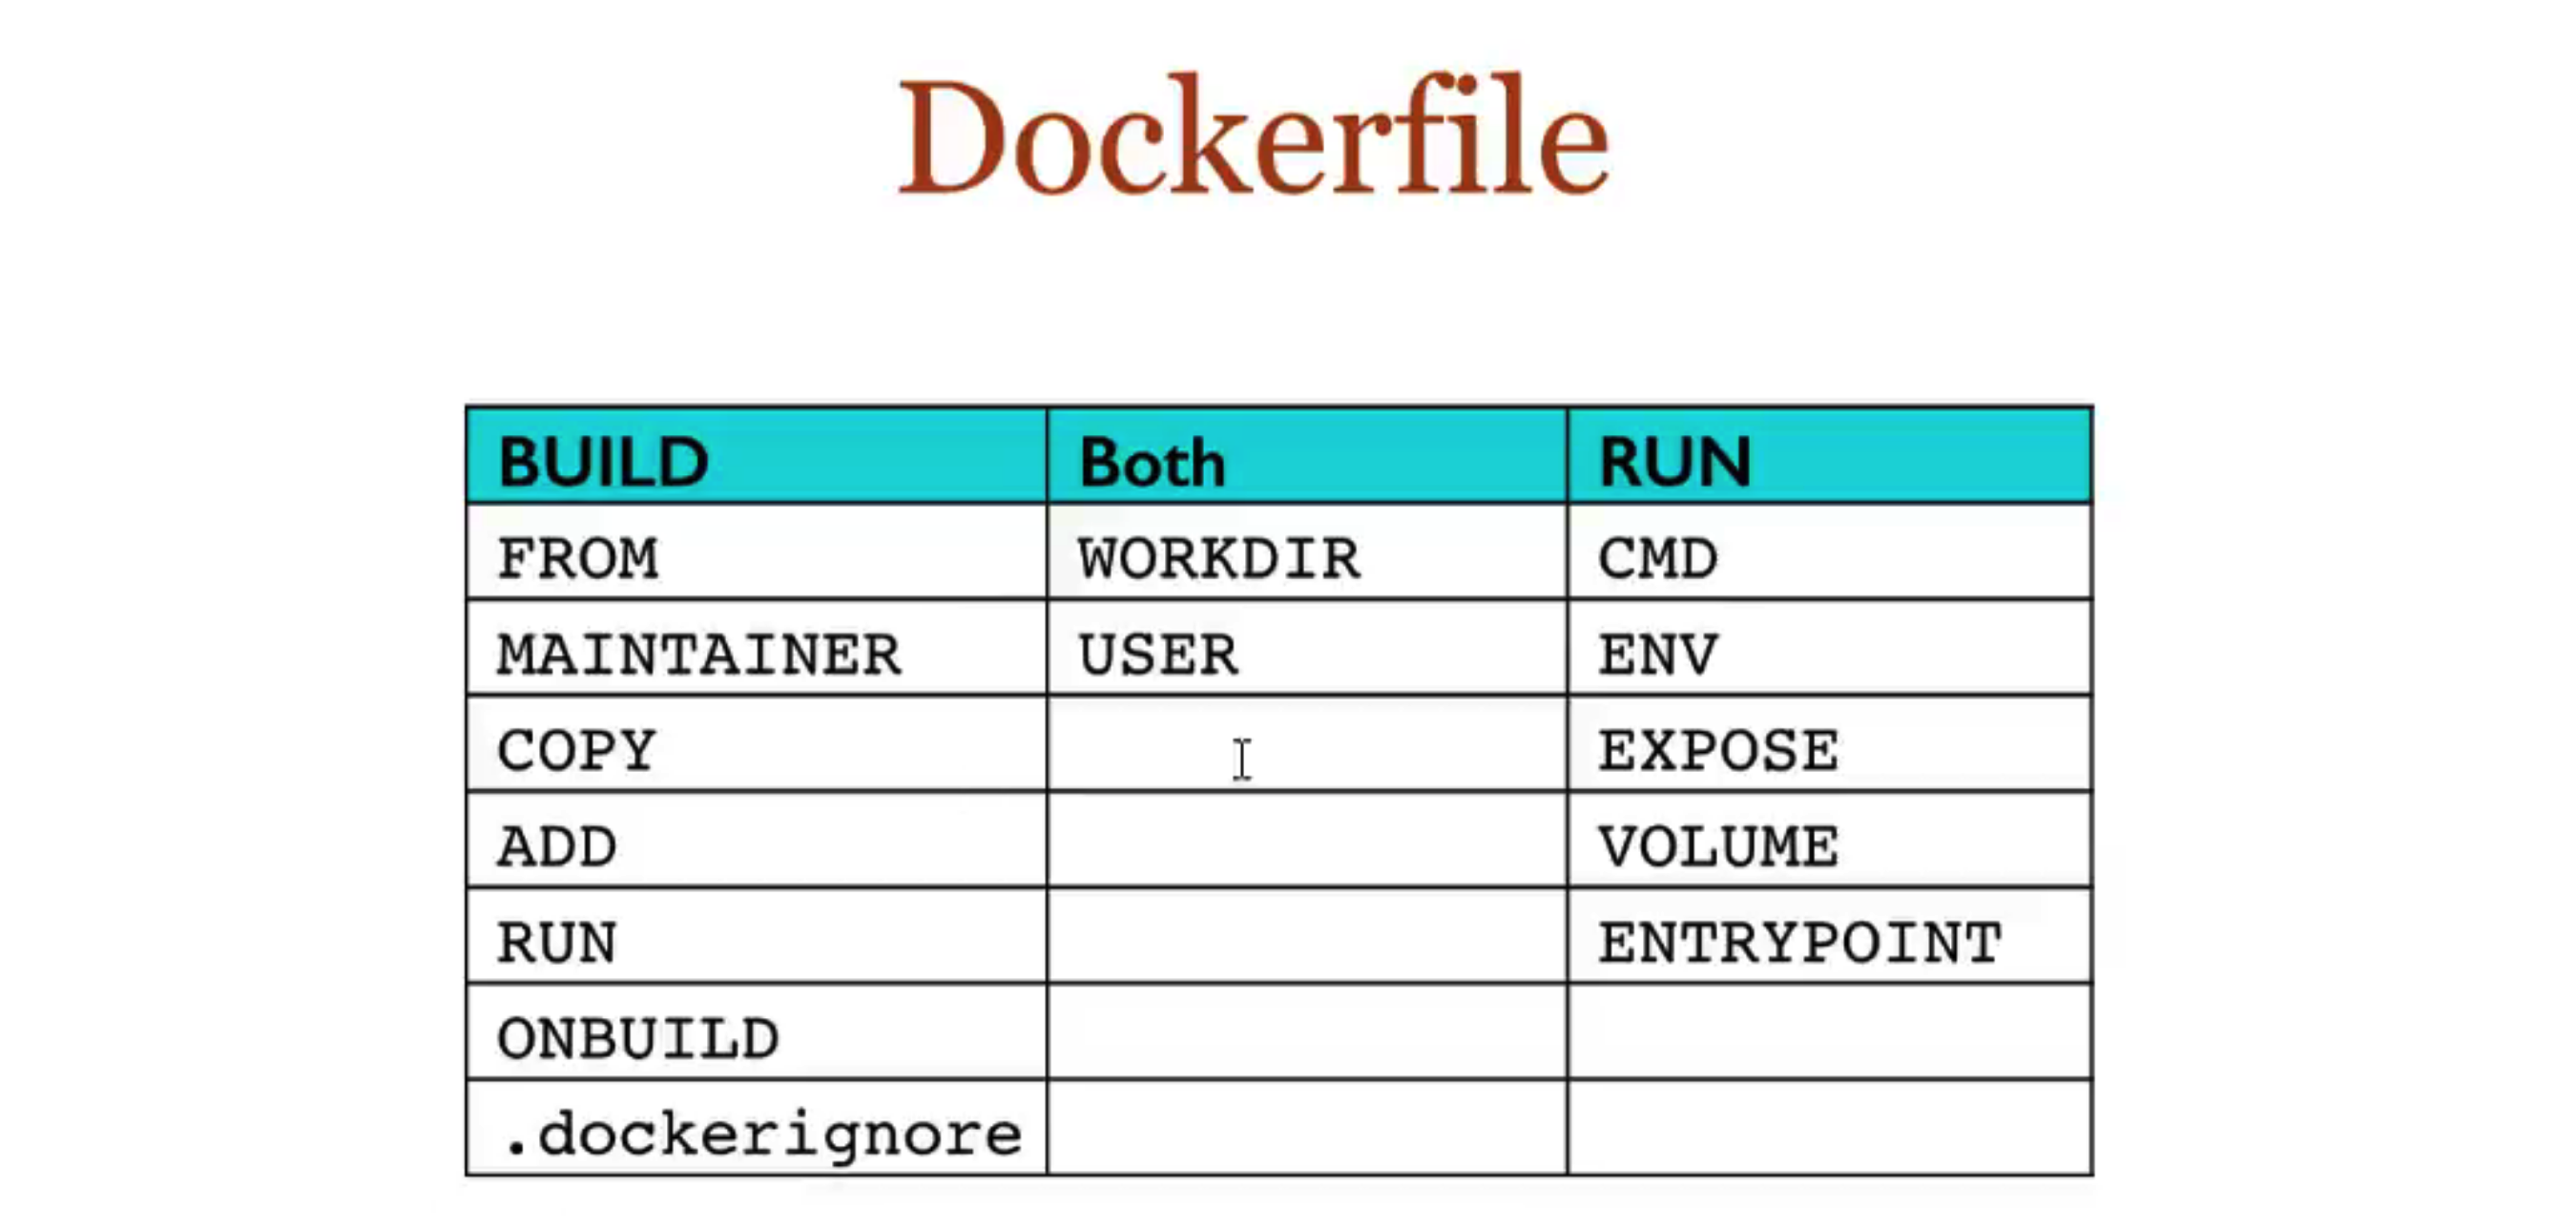 Dockerfile
BUILD Both RUN
FROM WORKDIR CMD
MAINTAINER USER ENV
COPY EXPOSE
ADD VOLUME
RUN ENTRYPOINT
ONBUILD
.dockerignore